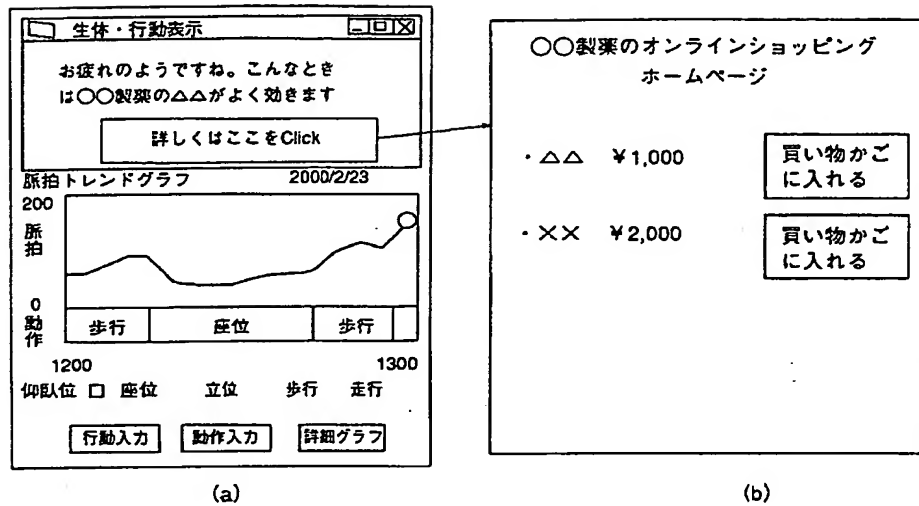 生体・行動表示
お疲れのようですね。こんなとき
は〇〇製薬の△△がよく効きます
詳しくはここをClick
脈拍トレンドグラフ 2000/2/23
200
脈拍
0
動作
歩行 座位 歩行
1200 1300
仰臥位 座位 立位 歩行 走行
行動入力 動作入力 詳細グラフ
(a)
〇〇製薬のオンラインショッピング
ホームページ
・△△ ¥1,000
買い物かご
に入れる
・×× ¥2,000
買い物かご
に入れる
(b)